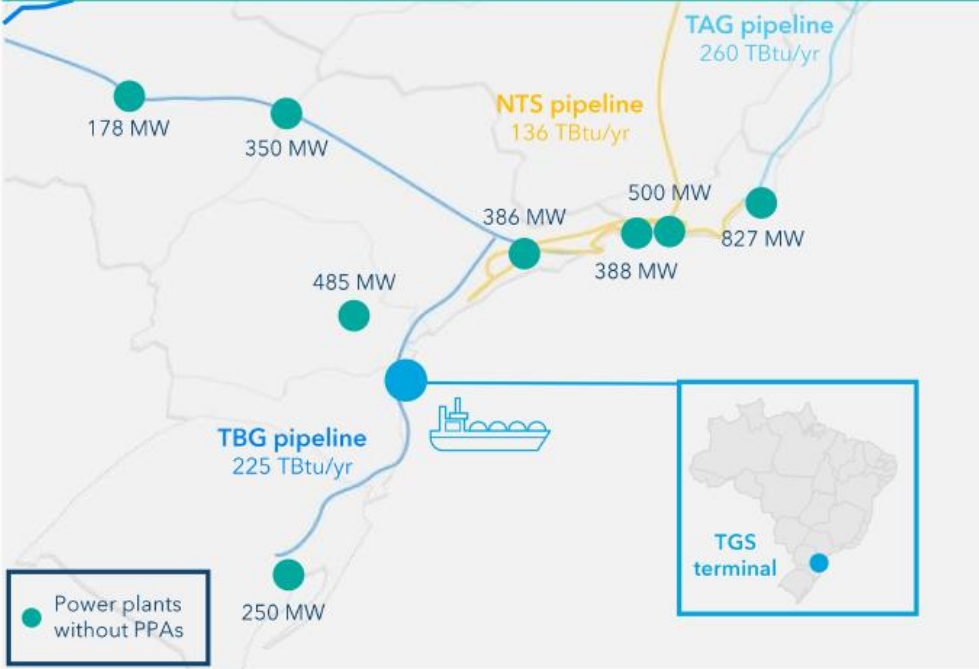 TAG pipeline
260 TBtu/yr
NTS pipeline
136 TBtu/yr
178 MW
350 MW
500 MW
386 MW
827 MW
388 MW
485 MW
TBG pipeline
225 TBtu/yr
TGS
terminal
Power plants
without PPAs
250 MW